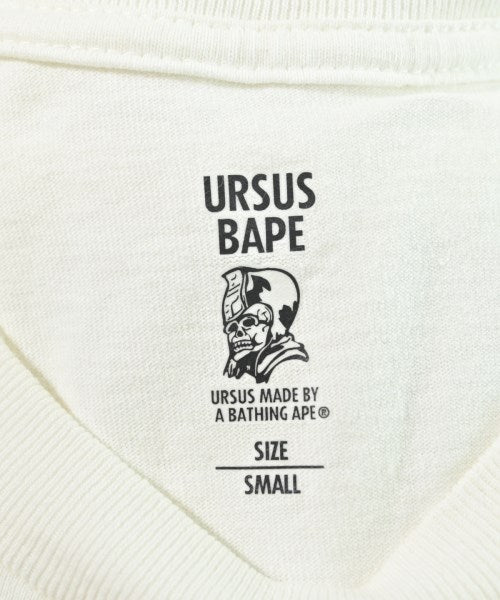 URSUS
BAPE
URSUS MADE BY
A BATHING APE®
SIZE
SMALL